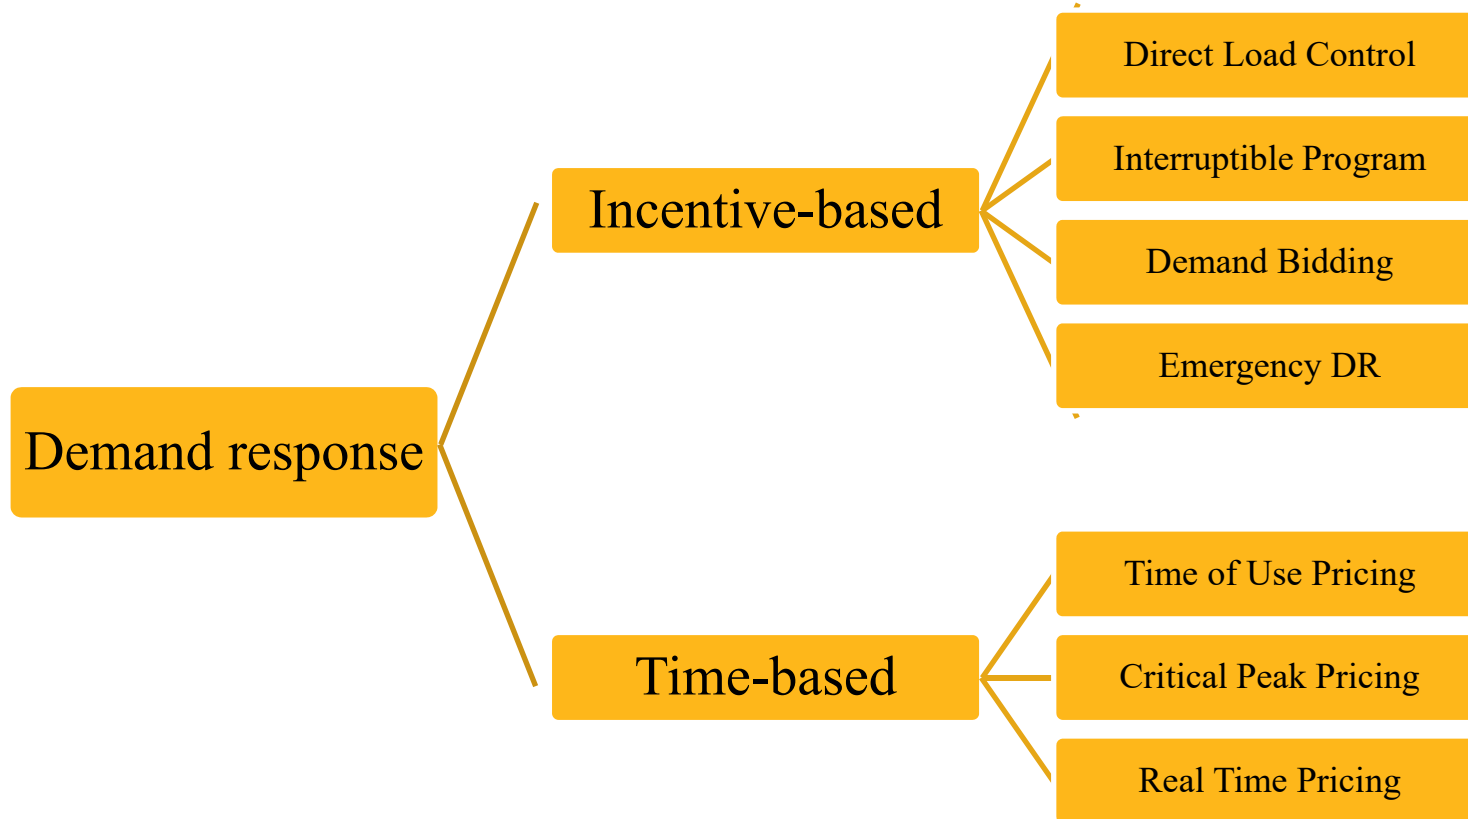 Demand response
Incentive-based
Direct Load Control
Interruptible Program
Demand Bidding
Emergency DR
Time-based
Time of Use Pricing
Critical Peak Pricing
Real Time Pricing